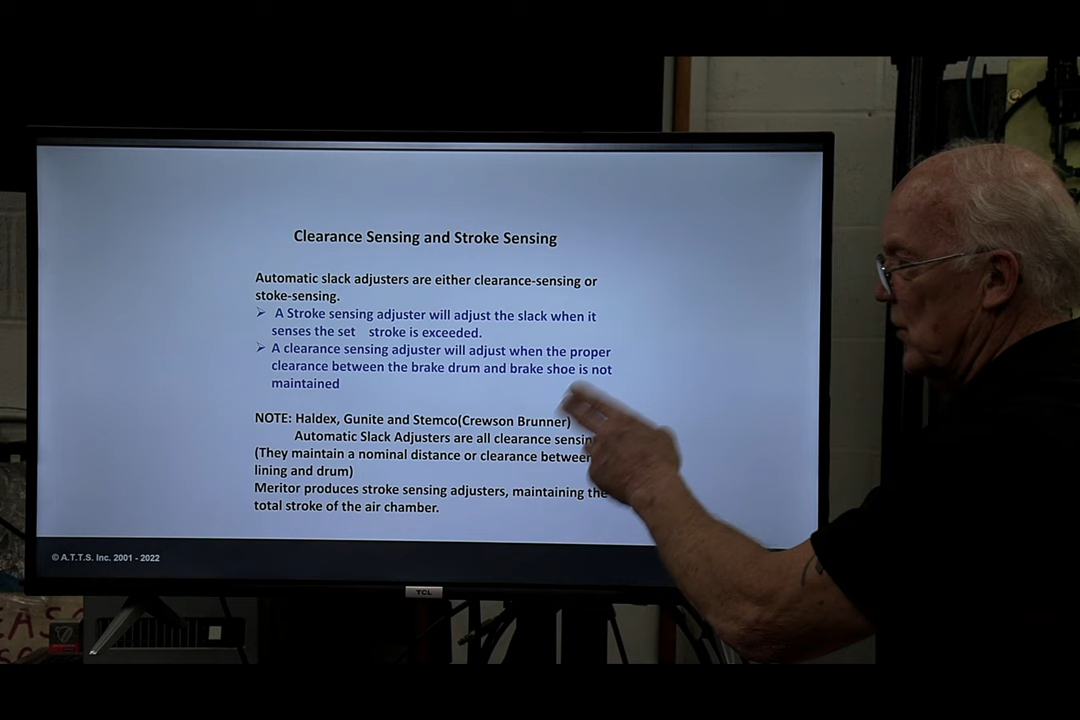 Clearance Sensing and Stroke Sensing
Automatic slack adjusters are either clearance-sensing or
stoke-sensing.
➢ A Stroke sensing adjuster will adjust the slack when it
senses the set stroke is exceeded.
➢ A clearance sensing adjuster will adjust when the proper
clearance between the brake drum and brake shoe is not
maintained
NOTE: Haldex, Gunite and Stemco(Crewson Brunner)
Automatic Slack Adjusters are all clearance sensin
(They maintain a nominal distance or clearance between
lining and drum)
Meritor produces stroke sensing adjusters, maintaining the
total stroke of the air chamber.
© A.T.T.S. Inc. 2001 - 2022
TCL
EAS